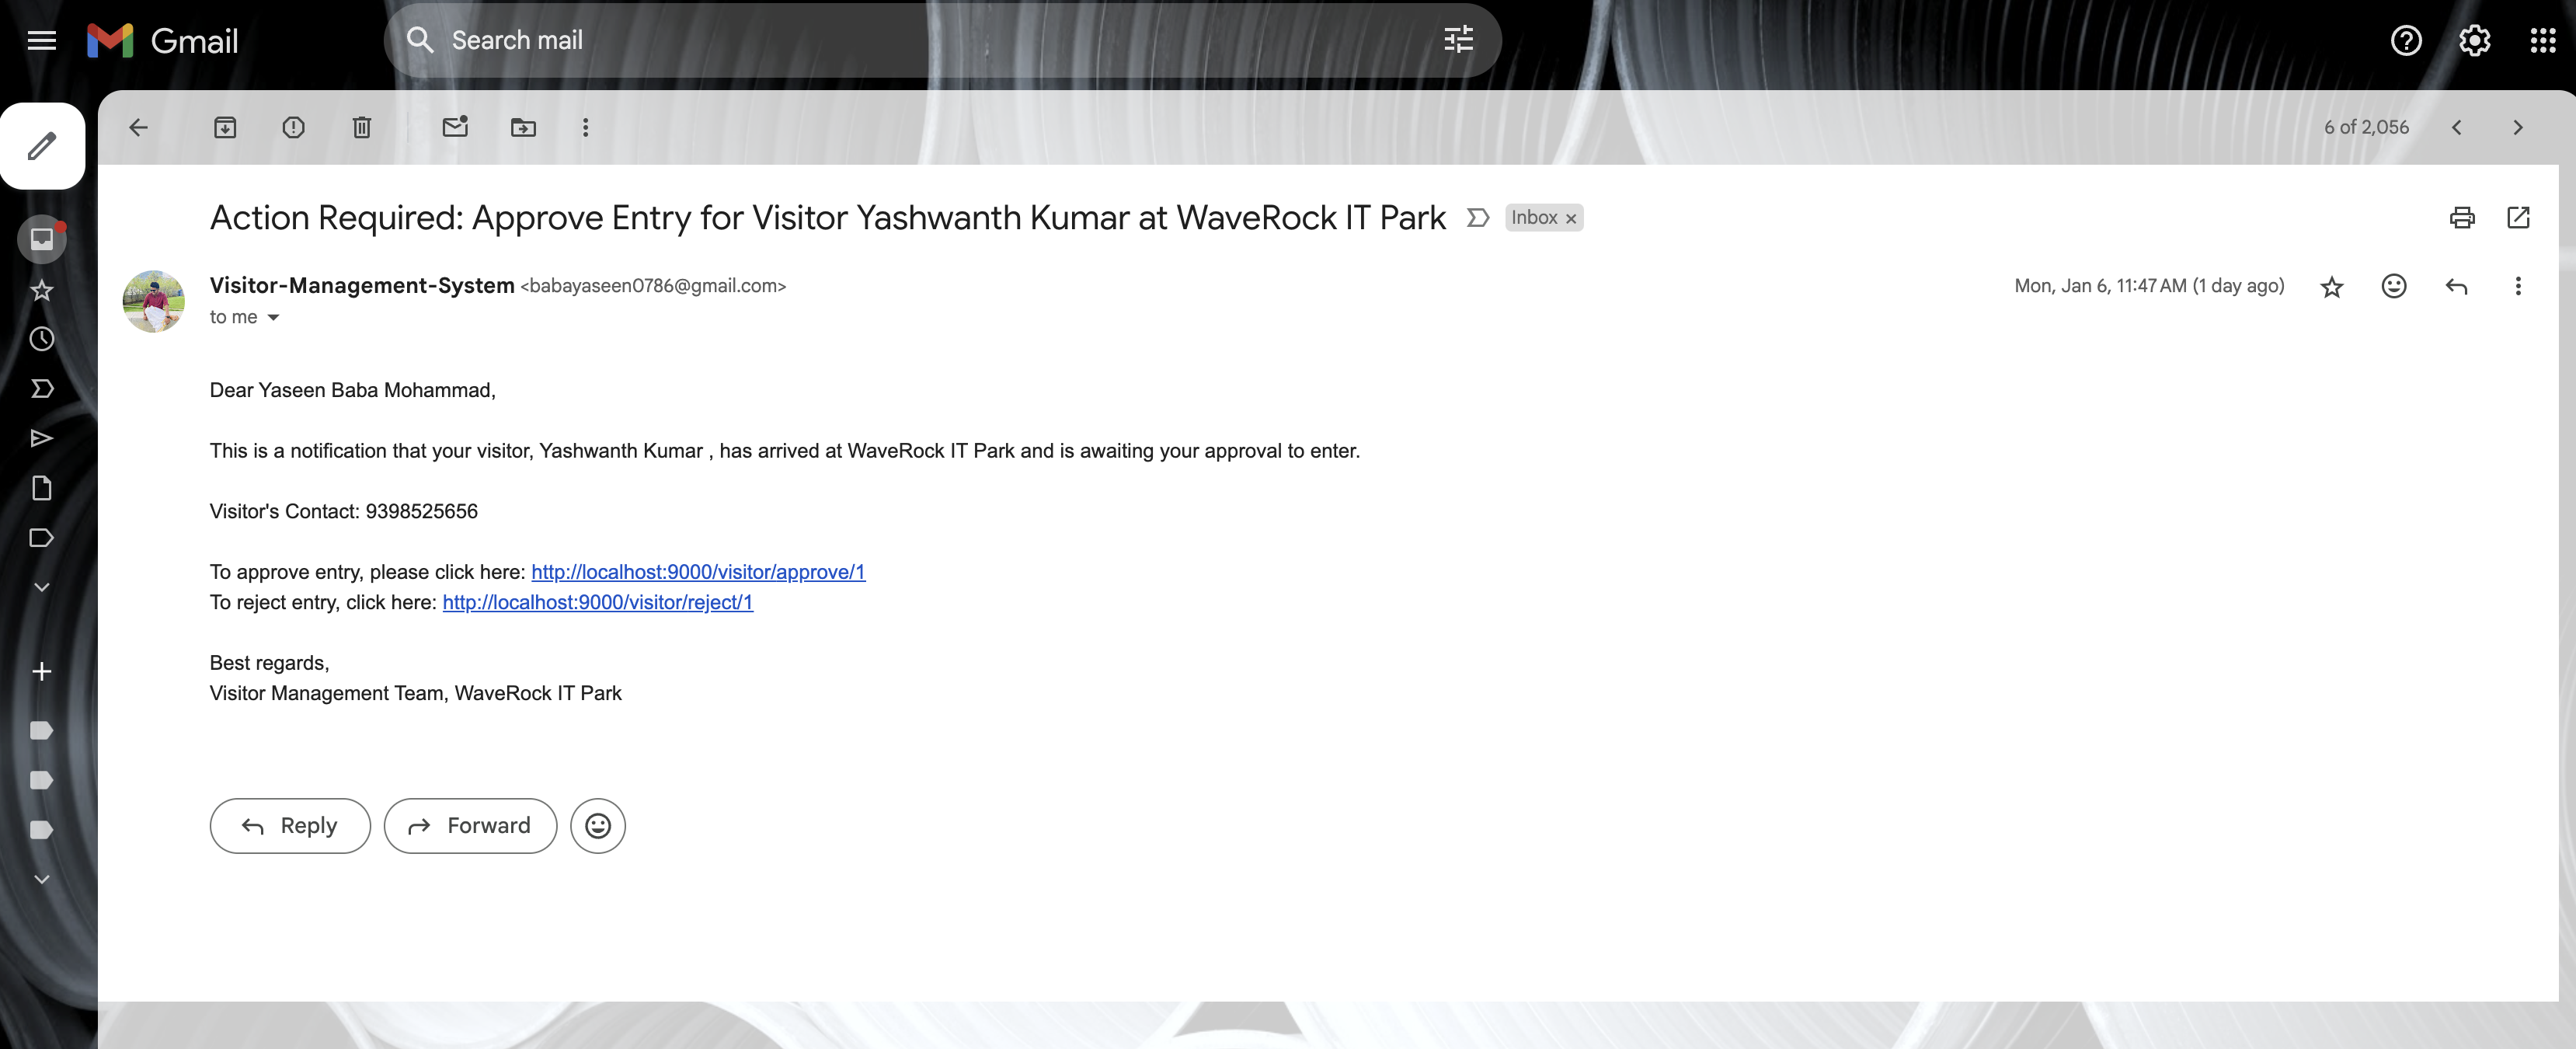 Gmail
Search mail
6 of 2,056
Action Required: Approve Entry for Visitor Yashwanth Kumar at WaveRock IT Park
Inbox ×
Visitor-Management-System <babayaseen0786@gmail.com>
Mon, Jan 6, 11:47 AM (1 day ago)
to me
Dear Yaseen Baba Mohammad,
This is a notification that your visitor, Yashwanth Kumar , has arrived at WaveRock IT Park and is awaiting your approval to enter.
Visitor's Contact: 9398525656
To approve entry, please click here: http://localhost:9000/visitor/approve/1
To reject entry, click here: http://localhost:9000/visitor/reject/1
Best regards,
Visitor Management Team, WaveRock IT Park
Reply
Forward